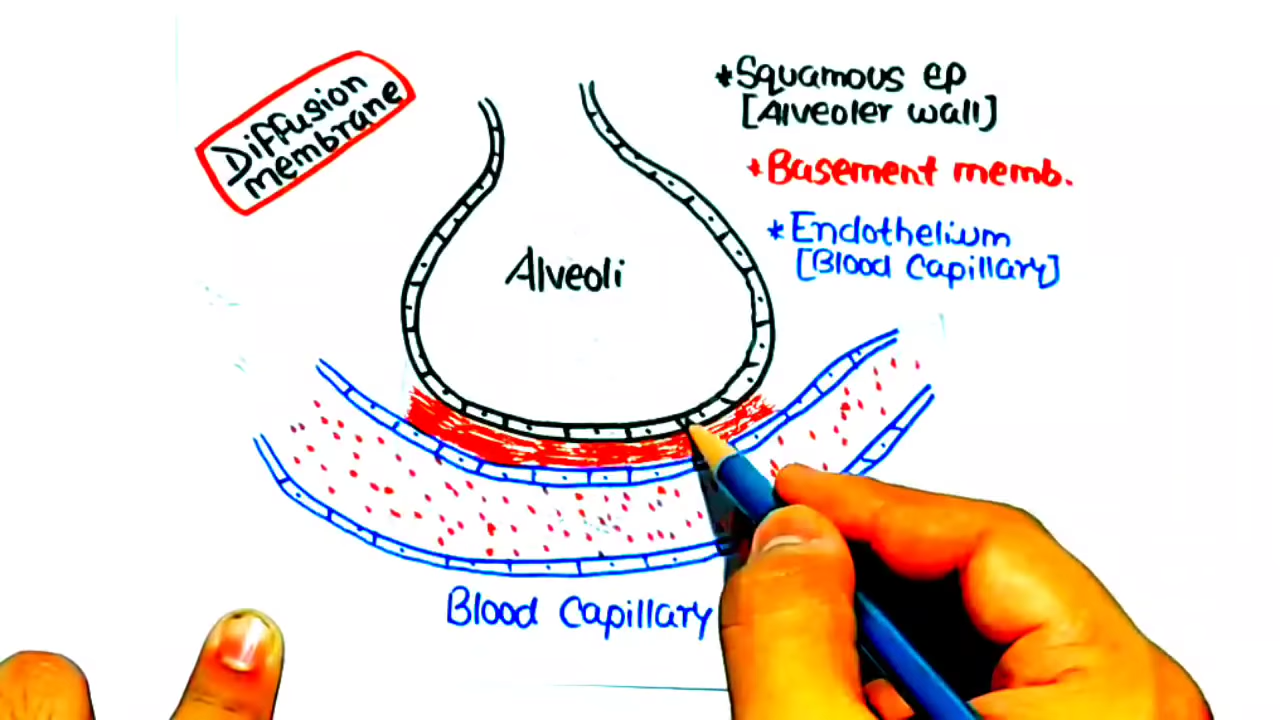 Diffusion
membrane
*Squamous ep
[Alveoler wall]
*Basement memb.
*Endothelium
[Blood Capillary]
Alveoli
Blood Capillary